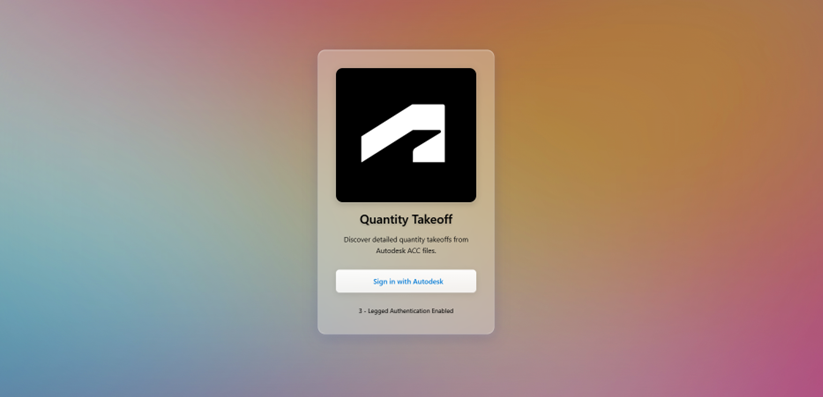 Quantity Takeoff
Discover detailed quantity takeoffs from
Autodesk ACC files.
Sign in with Autodesk
3 - Legged Authentication Enabled